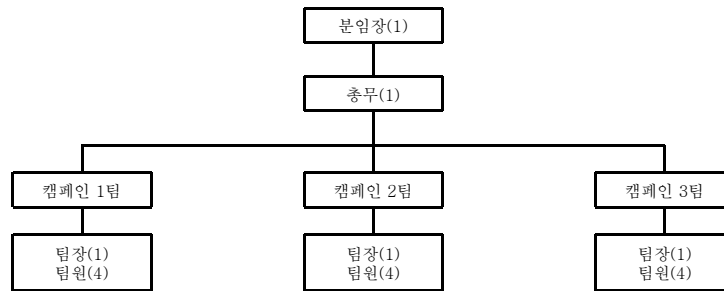 분임장(1)
총무(1)
캠페인 1팀
캠페인 2팀
캠페인 3팀
팀장(1)
팀원(4)
팀장(1)
팀원(4)
팀장(1)
팀원(4)